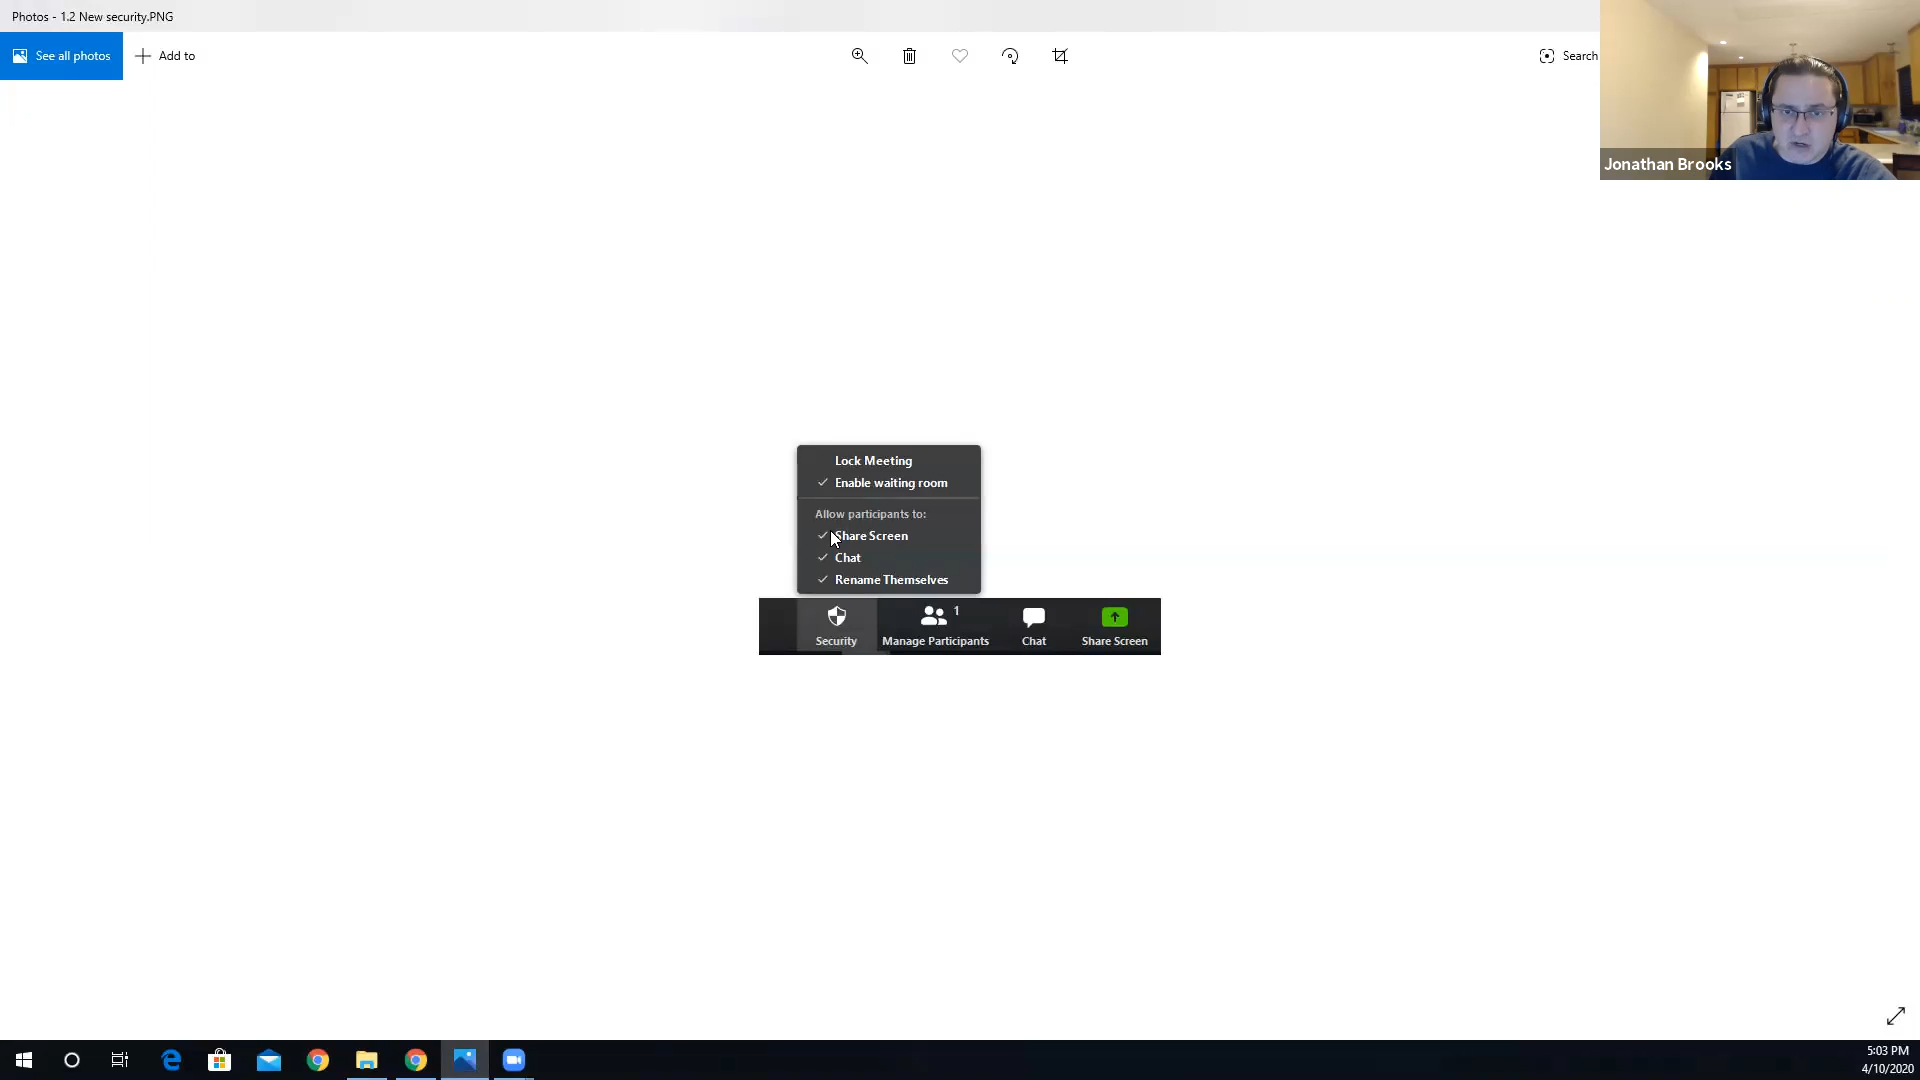 Photos - 1.2 New security.PNG
See all photos
Add to
Search
Jonathan Brooks
Lock Meeting
Enable waiting room
Allow participants to:
Share Screen
Chat
Rename Themselves
1
Security
Manage Participants
Chat
Share Screen
5:03 PM
4/10/2020